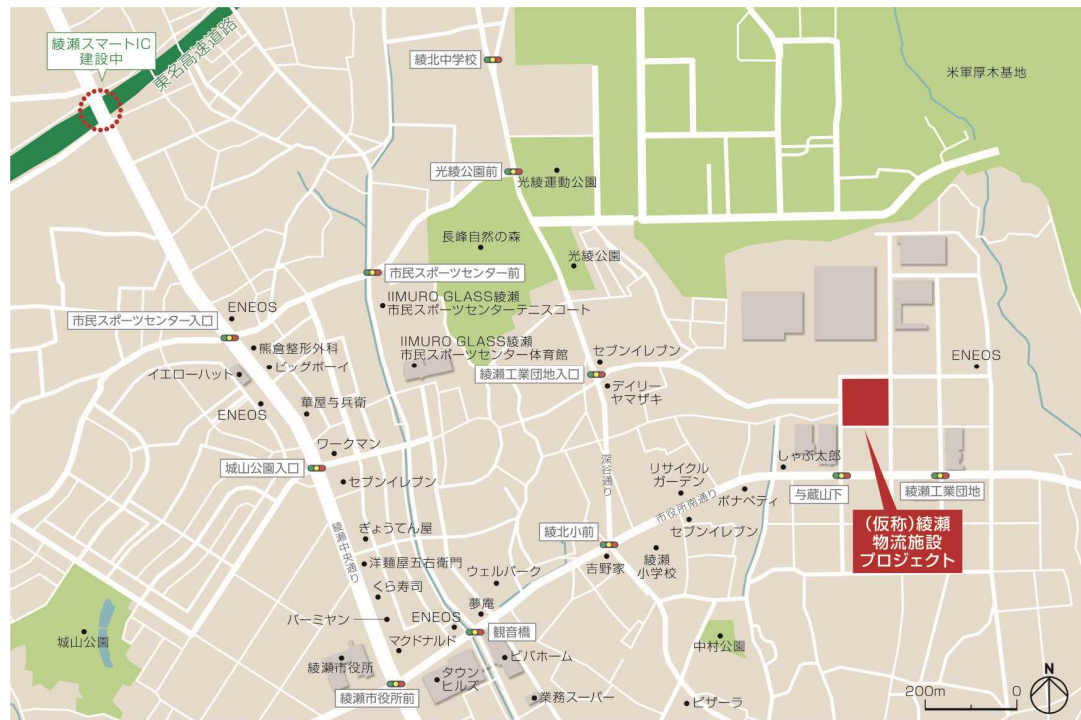 綾瀬スマートIC
建設中
東名高速道路
綾北中学校
米軍厚木基地
光綾公園前
光綾運動公園
長峰自然の森
光綾公園
市民スポーツセンター前
ENEOS
IIMURO GLASS綾瀬
市民スポーツセンターテニスコート
市民スポーツセンター入口
熊倉整形外科
IIMURO GLASS綾瀬
市民スポーツセンター体育館
セブンイレブン
ENEOS
イエローハット
ビッグボーイ
綾瀬工業団地入口
デイリー
ヤマザキ
ENEOS
華屋与兵衛
ワークマン
城山公園入口
セブンイレブン
深谷通り
リサイクル
ガーデン
しゃぶ太郎
ボナペティ
与蔵山下
綾瀬工業団地
市役所南通り
セブンイレブン
(仮称)綾瀬
物流施設
プロジェクト
綾瀬中央通り
ぎょうてん屋
綾北小前
吉野家
綾瀬
小学校
洋麺屋五右衛門
ウェルパーク
くら寿司
夢庵
バーミヤン
ENEOS
観音橋
城山公園
マクドナルド
中村公園
綾瀬市役所
ビバホーム
タウン
ヒルズ
綾瀬市役所前
業務スーパー
ピザーラ
200m
0
N